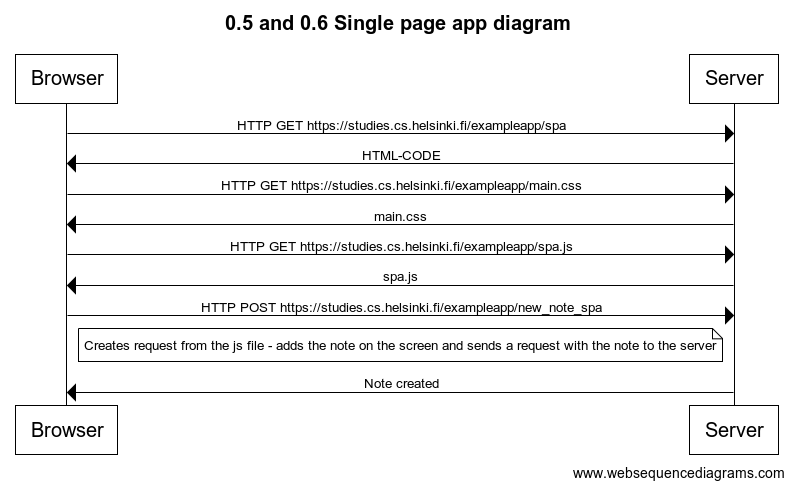 0.5 and 0.6 Single page app diagram
Browser
Server
HTTP GET https://studies.cs.helsinki.fi/exampleapp/spa
HTML-CODE
HTTP GET https://studies.cs.helsinki.fi/exampleapp/main.css
main.css
HTTP GET https://studies.cs.helsinki.fi/exampleapp/spa.js
spa.js
HTTP POST https://studies.cs.helsinki.fi/exampleapp/new_note_spa
Creates request from the js file - adds the note on the screen and sends a request with the note to the server
Note created
Browser
Server
www.websequencediagrams.com